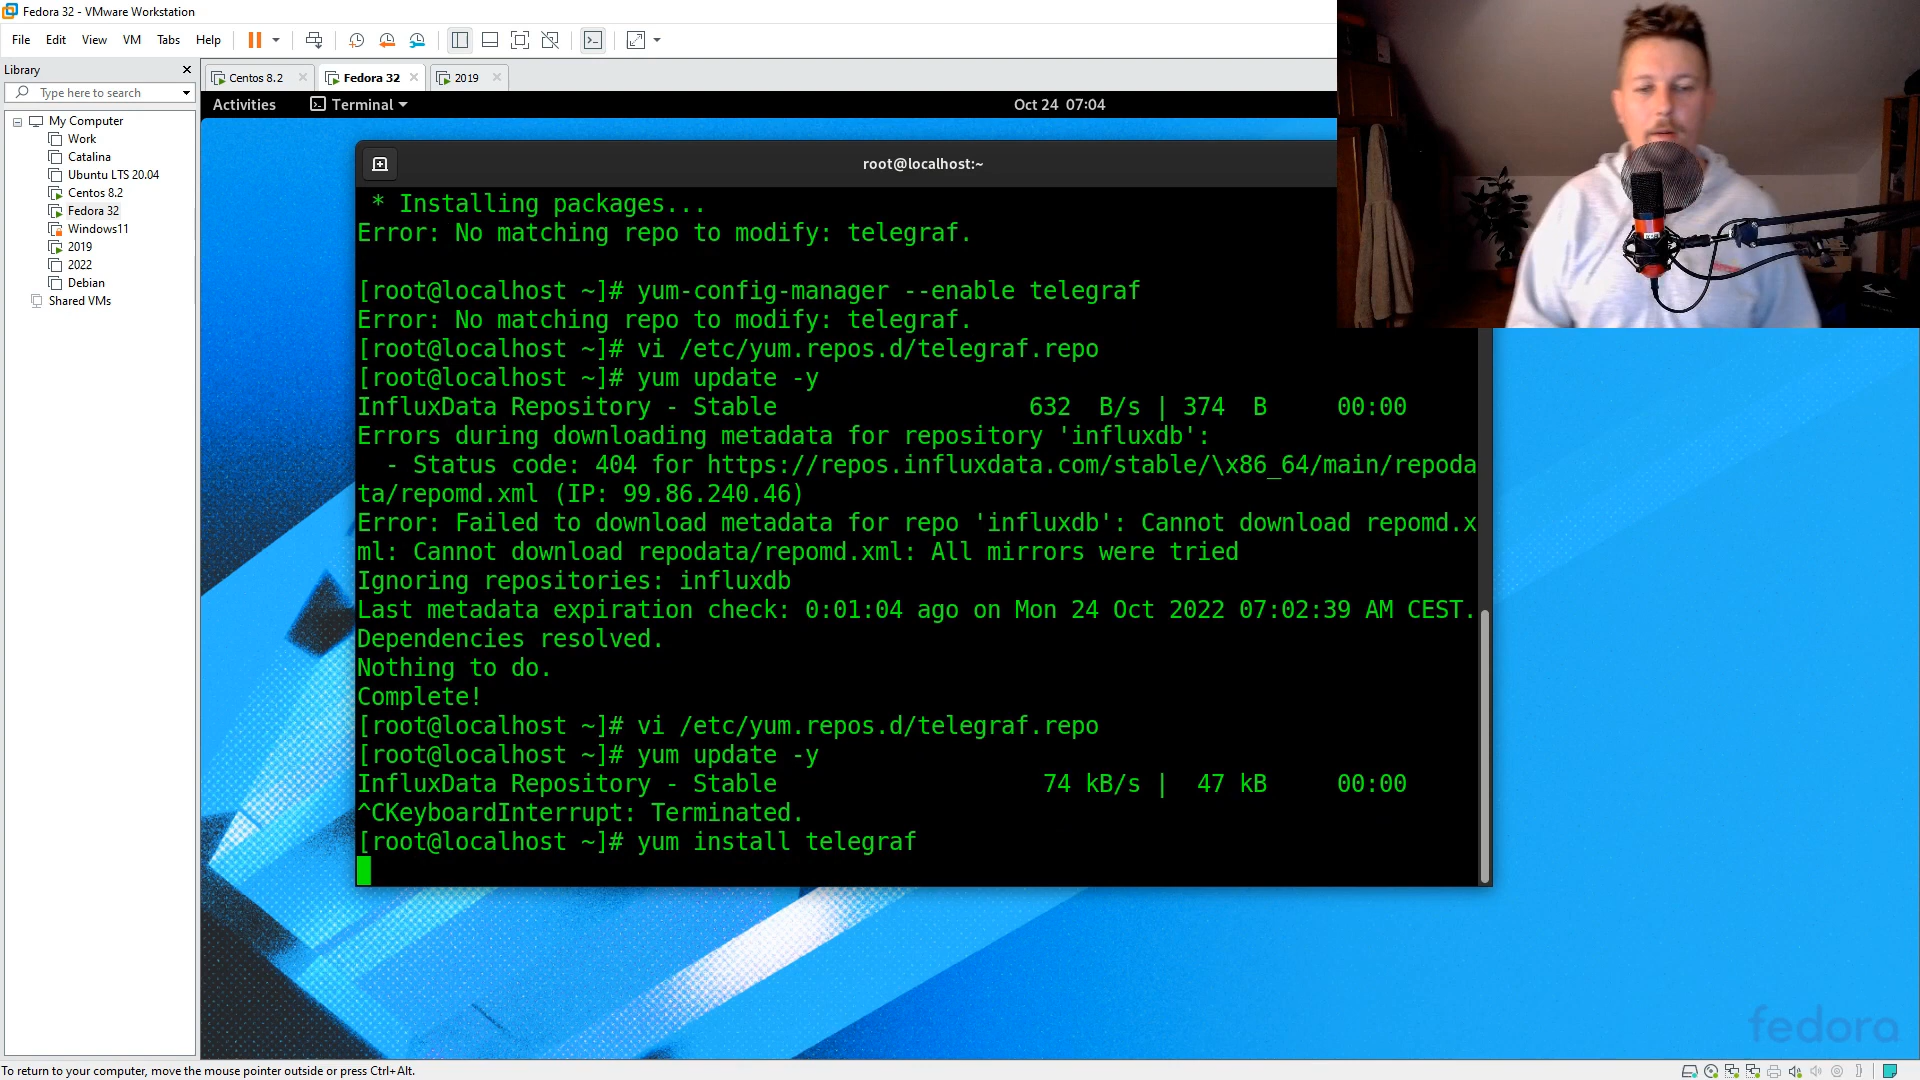 Fedora 32 - VMware Workstation
File Edit View VM Tabs Help
Library
Type here to search
My Computer
Work
Catalina
Ubuntu LTS 20.04
Centos 8.2
Fedora 32
Windows11
2019
2022
Debian
Shared VMs
Centos 8.2 Fedora 32 2019
Activities Terminal Oct 24 07:04
root@localhost:~
* Installing packages...
Error: No matching repo to modify: telegraf.
[root@localhost ~]# yum-config-manager --enable telegraf
Error: No matching repo to modify: telegraf.
[root@localhost ~]# vi /etc/yum.repos.d/telegraf.repo
[root@localhost ~]# yum update -y
InfluxData Repository - Stable 632 B/s | 374 B 00:00
Errors during downloading metadata for repository 'influxdb':
- Status code: 404 for https://repos.influxdata.com/stable/\x86_64/main/repoda
ta/repomd.xml (IP: 99.86.240.46)
Error: Failed to download metadata for repo 'influxdb': Cannot download repomd.x
ml: Cannot download repodata/repomd.xml: All mirrors were tried
Ignoring repositories: influxdb
Last metadata expiration check: 0:01:04 ago on Mon 24 Oct 2022 07:02:39 AM CEST.
Dependencies resolved.
Nothing to do.
Complete!
[root@localhost ~]# vi /etc/yum.repos.d/telegraf.repo
[root@localhost ~]# yum update -y
InfluxData Repository - Stable 74 kB/s | 47 kB 00:00
^CKeyboardInterrupt: Terminated.
[root@localhost ~]# yum install telegraf
fedora
To return to your computer, move the mouse pointer outside or press Ctrl+Alt.